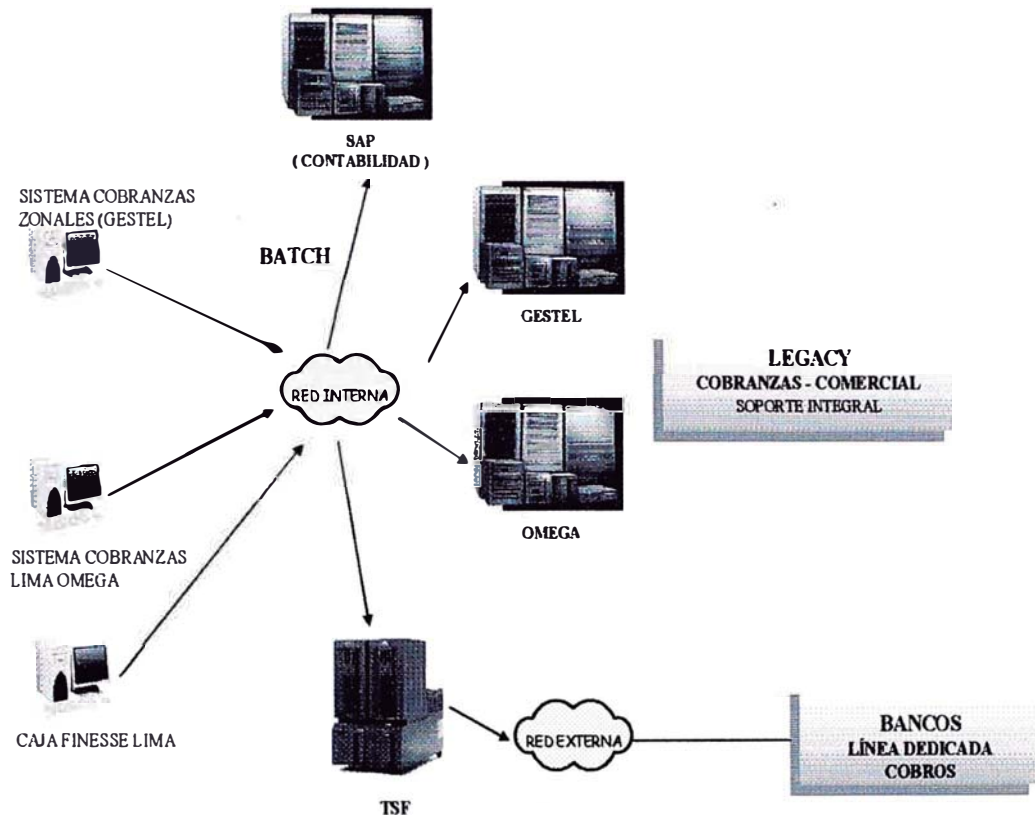 SAP
( CONTABILIDAD )
SISTEMA COBRANZAS
ZONALES (GESTEL)
BATCH
GESTEL
RED INTERNA
LEGACY
COBRANZAS - COMERCIAL
SOPORTE INTEGRAL
OMEGA
SISTEMA COBRANZAS
LIMA OMEGA
CAJA FINESSE LIMA
RED EXTERNA
BANCOS
LÍNEA DEDICADA
COBROS
TSF